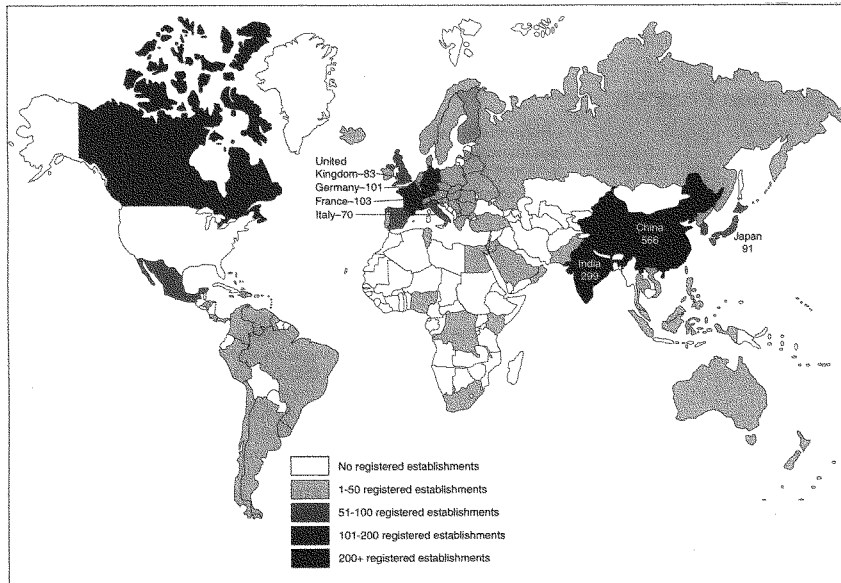 United
Kingdom–83
Germany–101
France–103
Italy–70
China
566
Japan
91
India
299
No registered establishments
1-50 registered establishments
51-100 registered establishments
101-200 registered establishments
200+ registered establishments